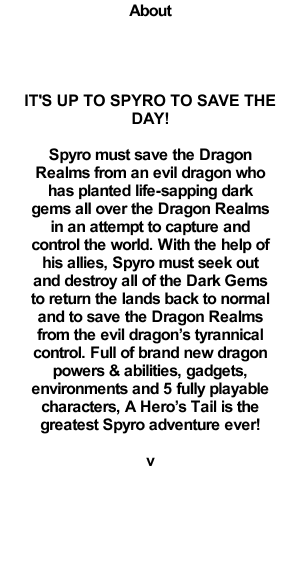 About
IT'S UP TO SPYRO TO SAVE THE
DAY!
Spyro must save the Dragon
Realms from an evil dragon who
has planted life-sapping dark
gems all over the Dragon Realms
in an attempt to capture and
control the world. With the help of
his allies, Spyro must seek out
and destroy all of the Dark Gems
to return the lands back to normal
and to save the Dragon Realms
from the evil dragon’s tyrannical
control. Full of brand new dragon
powers & abilities, gadgets,
environments and 5 fully playable
characters, A Hero’s Tail is the
greatest Spyro adventure ever!
v